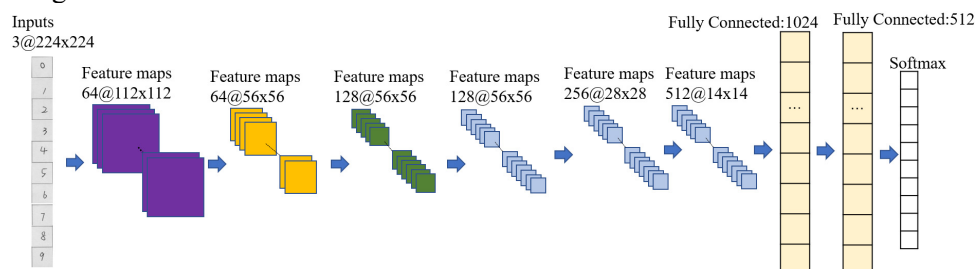 Inputs
3@224x224
0
1
2
3
4
5
6
7
8
9
Feature maps
64@112x112
Feature maps
64@56x56
Feature maps
128@56x56
Feature maps
128@56x56
Feature maps
256@28x28
Feature maps
512@14x14
Fully Connected:1024
...
Fully Connected:512
...
Softmax